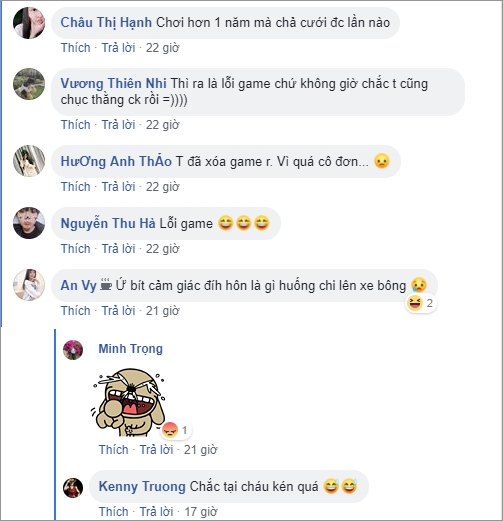 Châu Thị Hạnh Chơi hơn 1 năm mà chả cưới đc lần nào
Thích · Trả lời · 22 giờ
Vương Thiên Nhi Thì ra là lỗi game chứ không giờ chắc t cũng
chục thằng ck rồi =))))
Thích · Trả lời · 22 giờ
HưƠng Anh ThẢo T đã xóa game r. Vì quá cô đơn... 😣
Thích · Trả lời · 22 giờ
Nguyễn Thu Hà Lỗi game 😅😅😅
Thích · Trả lời · 22 giờ
An Vy ☕ Ứ bít cảm giác đíh hôn là gì huống chi lên xe bông 😢
2
Thích · Trả lời · 21 giờ
Minh Trọng
1
Thích · Trả lời · 21 giờ
Kenny Truong Chắc tại cháu kén quá 😅😅
Thích · Trả lời · 17 giờ